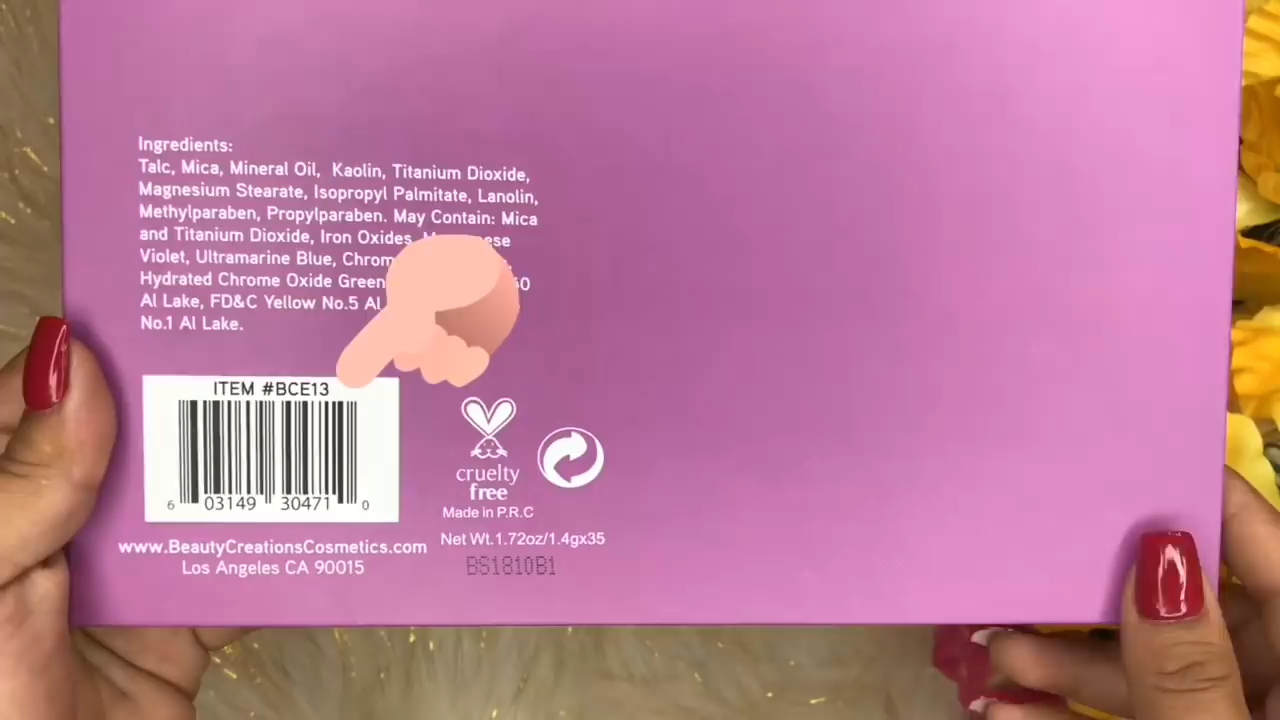 Ingredients:
Talc, Mica, Mineral Oil, Kaolin, Titanium Dioxide,
Magnesium Stearate, Isopropyl Palmitate, Lanolin,
Methylparaben, Propylparaben. May Contain: Mica
and Titanium Dioxide, Iron Oxides,
Violet, Ultramarine Blue,
Hydrated Chrome Oxide Green
Al Lake, FD&C Yellow No.5 Al
No.1 Al Lake.
ITEM #BCE13
6 03149 30471 0
cruelty
free
Made in P.R.C
Net Wt.1.72oz/1.4gx35
BS1810B1
www.BeautyCreationsCosmetics.com
Los Angeles CA 90015